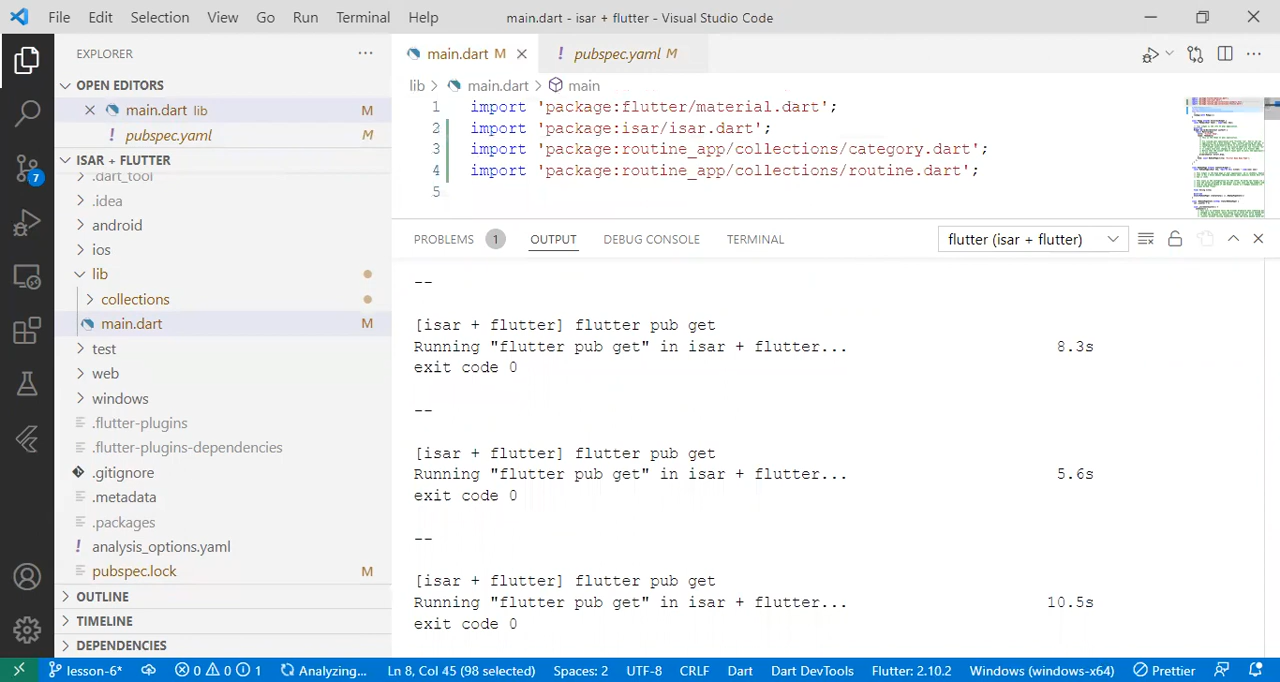 File Edit Selection View Go Run Terminal Help main.dart - isar + flutter - Visual Studio Code
EXPLORER
OPEN EDITORS
main.dart lib M
! pubspec.yaml M
ISAR + FLUTTER
.dart_tool
.idea
android
ios
lib
collections
main.dart M
test
web
windows
.flutter-plugins
.flutter-plugins-dependencies
.gitignore
.metadata
.packages
! analysis_options.yaml
pubspec.lock M
OUTLINE
TIMELINE
DEPENDENCIES
7
main.dart M ! pubspec.yaml M
lib > main.dart > main
1 import 'package:flutter/material.dart';
2 import 'package:isar/isar.dart';
3 import 'package:routine_app/collections/category.dart';
4 import 'package:routine_app/collections/routine.dart';
5
PROBLEMS 1 OUTPUT DEBUG CONSOLE TERMINAL flutter (isar + flutter)
--
[isar + flutter] flutter pub get
Running "flutter pub get" in isar + flutter... 8.3s
exit code 0
--
[isar + flutter] flutter pub get
Running "flutter pub get" in isar + flutter... 5.6s
exit code 0
--
[isar + flutter] flutter pub get
Running "flutter pub get" in isar + flutter... 10.5s
exit code 0
lesson-6* 0 0 1 Analyzing... Ln 8, Col 45 (98 selected) Spaces: 2 UTF-8 CRLF Dart Dart DevTools Flutter: 2.10.2 Windows (windows-x64) Prettier